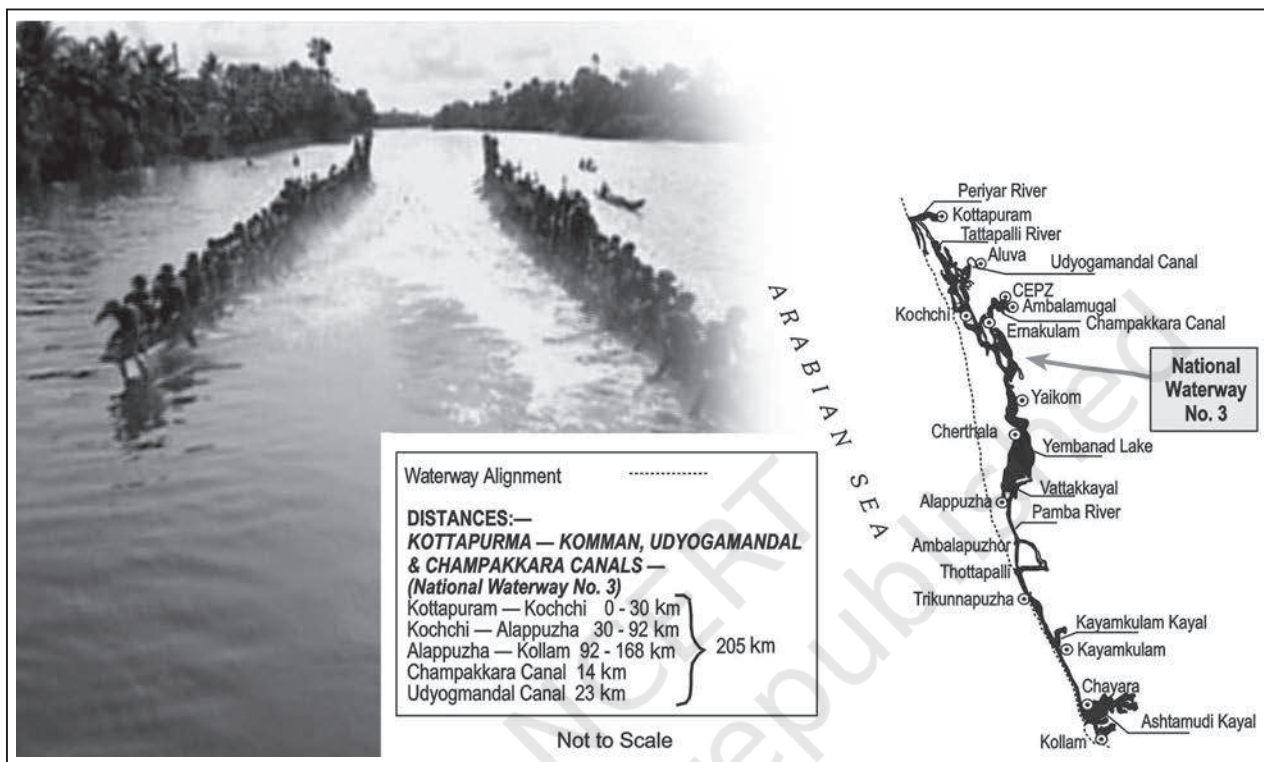 Periyar River
Kottapuram
Tattapalli River
Aluva
Udyogamandal Canal
CEPZ
Ambalamugal
Kochchi
Ernakulam
Champakkara Canal
ARABIAN SEA
National
Waterway
No. 3
Yaikom
Cherthala
Yembanad Lake
Vattakkayal
Alappuzha
Pamba River
Ambalapuzhor
Thottapalli
Trikunnapuzha
Kayamkulam Kayal
Kayamkulam
Chayara
Ashtamudi Kayal
Kollam
Waterway Alignment
DISTANCES:—
KOTTAPURMA — KOMMAN, UDYOGAMANDAL
& CHAMPAKKARA CANALS —
(National Waterway No. 3)
Kottapuram — Kochchi 0 - 30 km
Kochchi — Alappuzha 30 - 92 km
Alappuzha — Kollam 92 - 168 km
Champakkara Canal 14 km
Udyogmandal Canal 23 km
205 km
Not to Scale
NCERT
republished